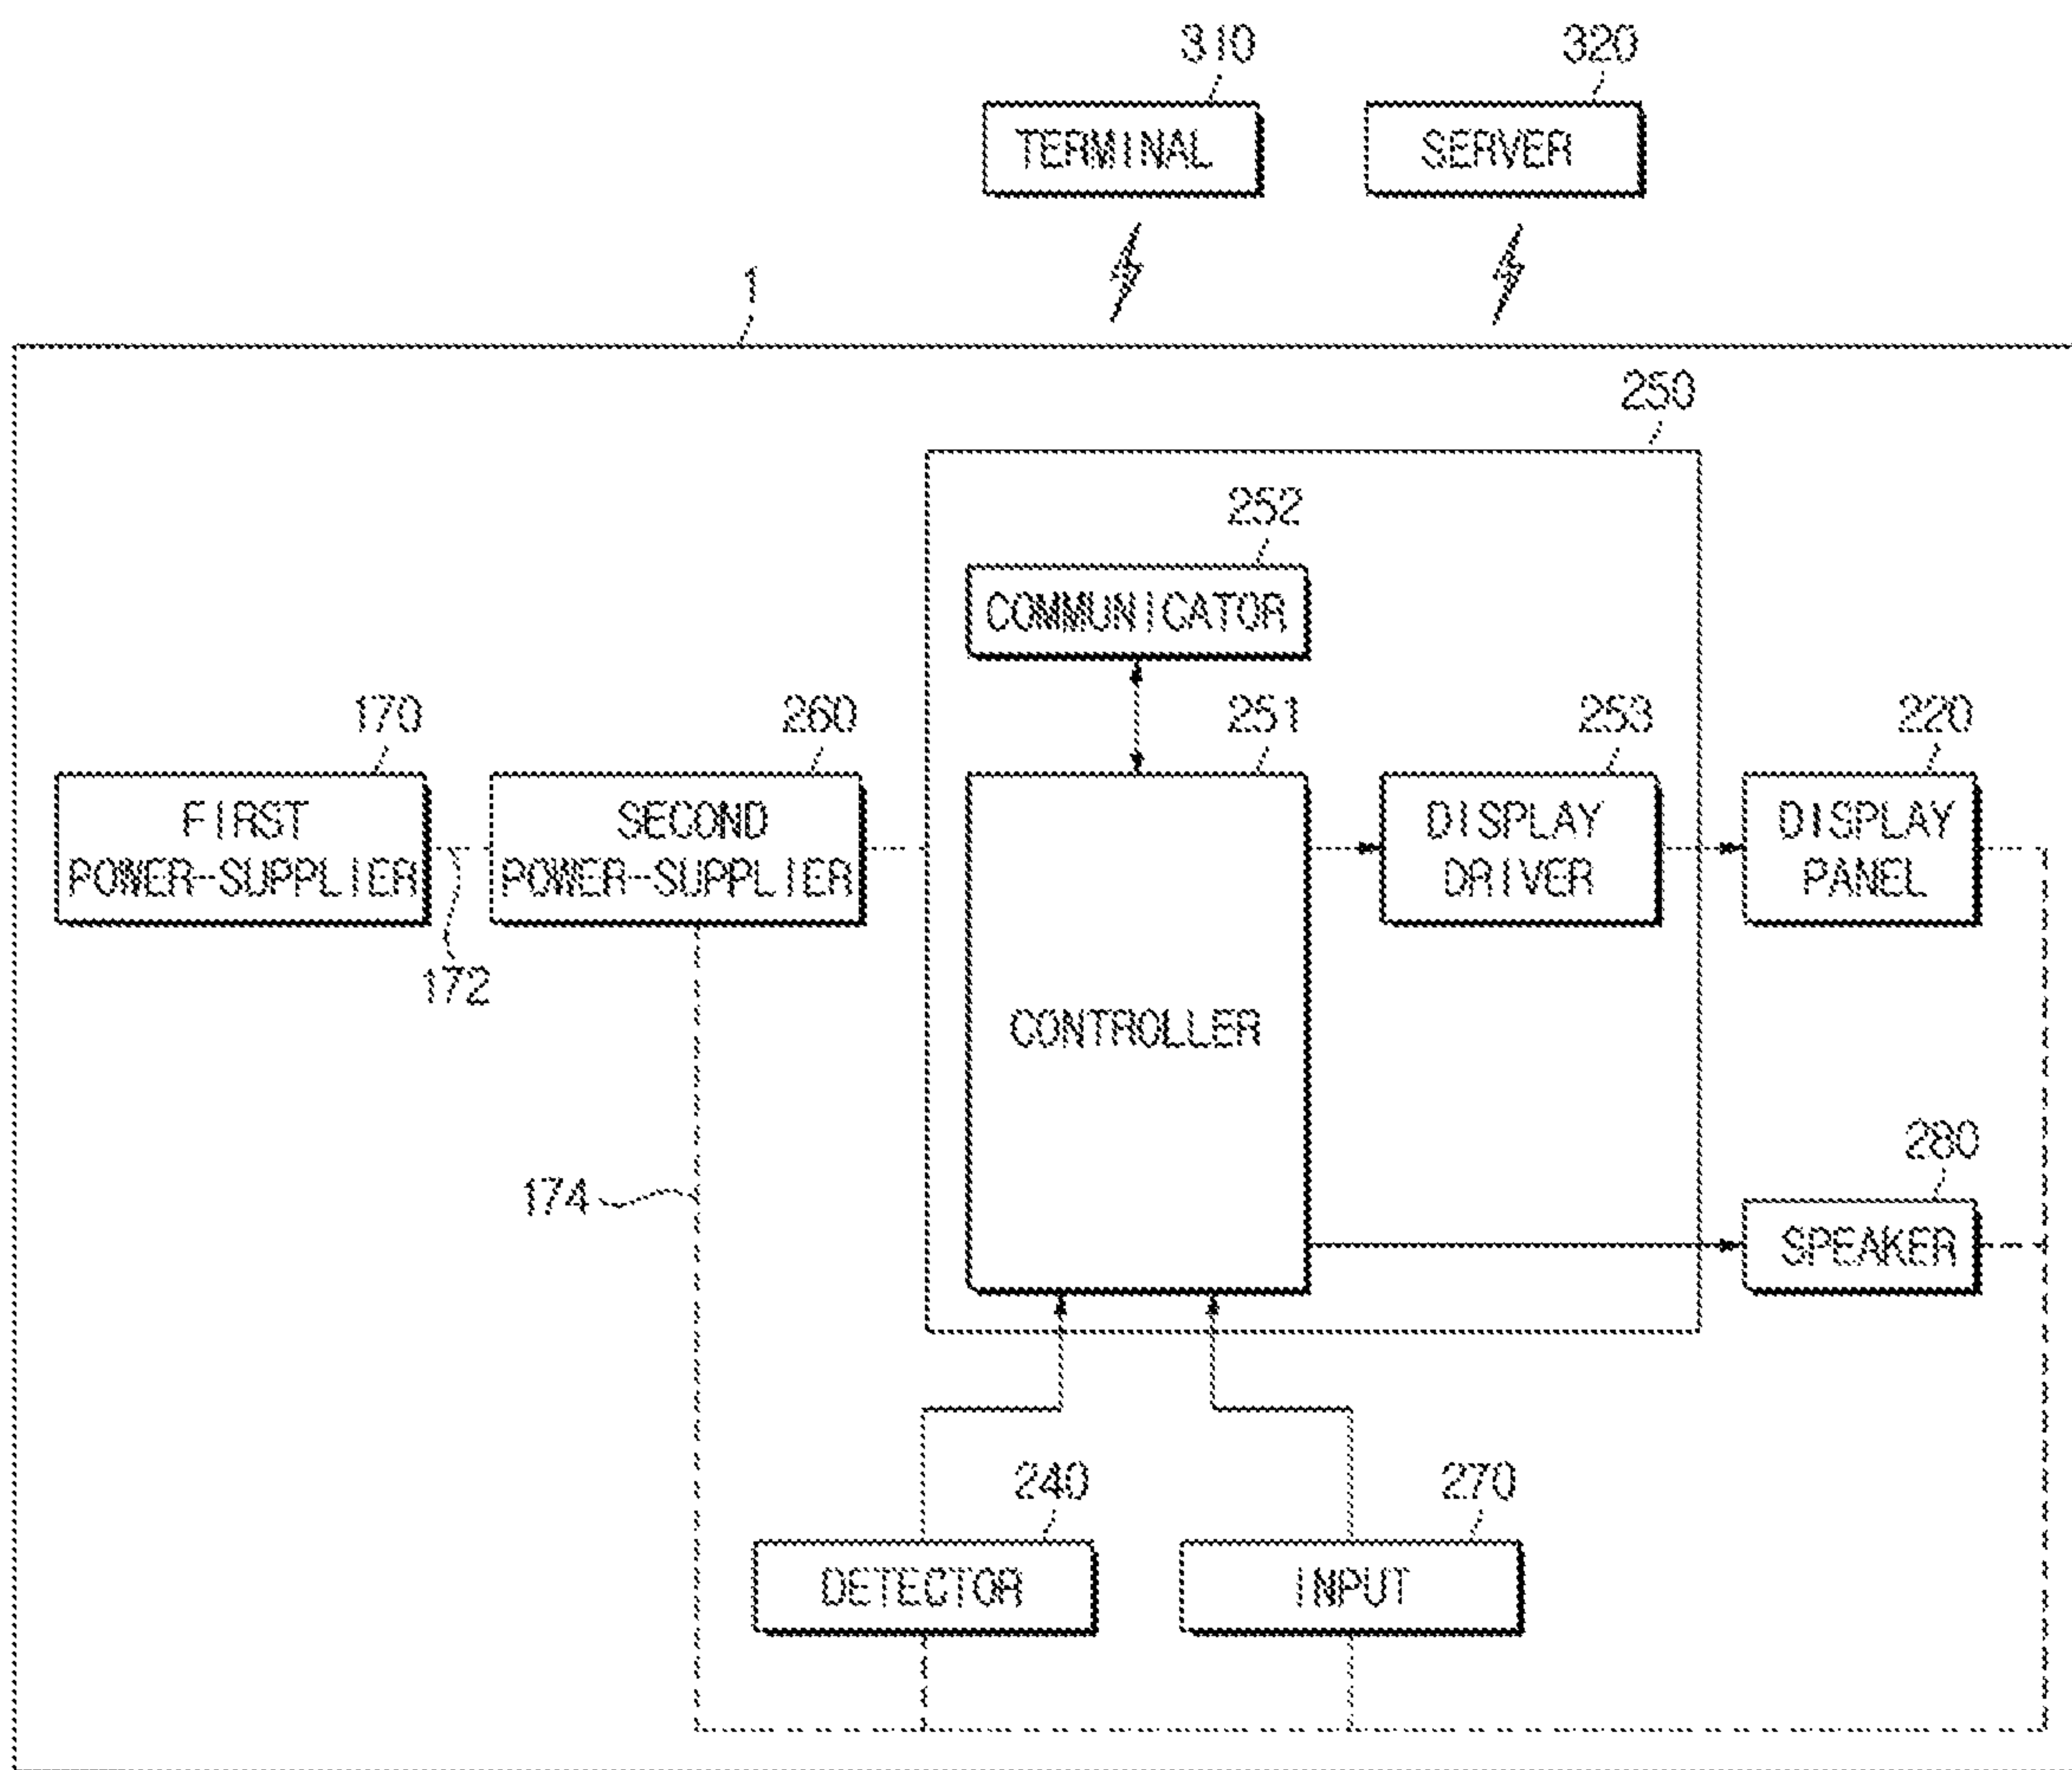 310
320
TERMINAL
SERVER
1
250
252
COMMUNICATOR
170
260
251
253
220
FIRST
POWER-SUPPLIER
SECOND
POWER-SUPPLIER
DISPLAY
DRIVER
DISPLAY
PANEL
172
CONTROLLER
174
280
SPEAKER
240
270
DETECTOR
INPUT